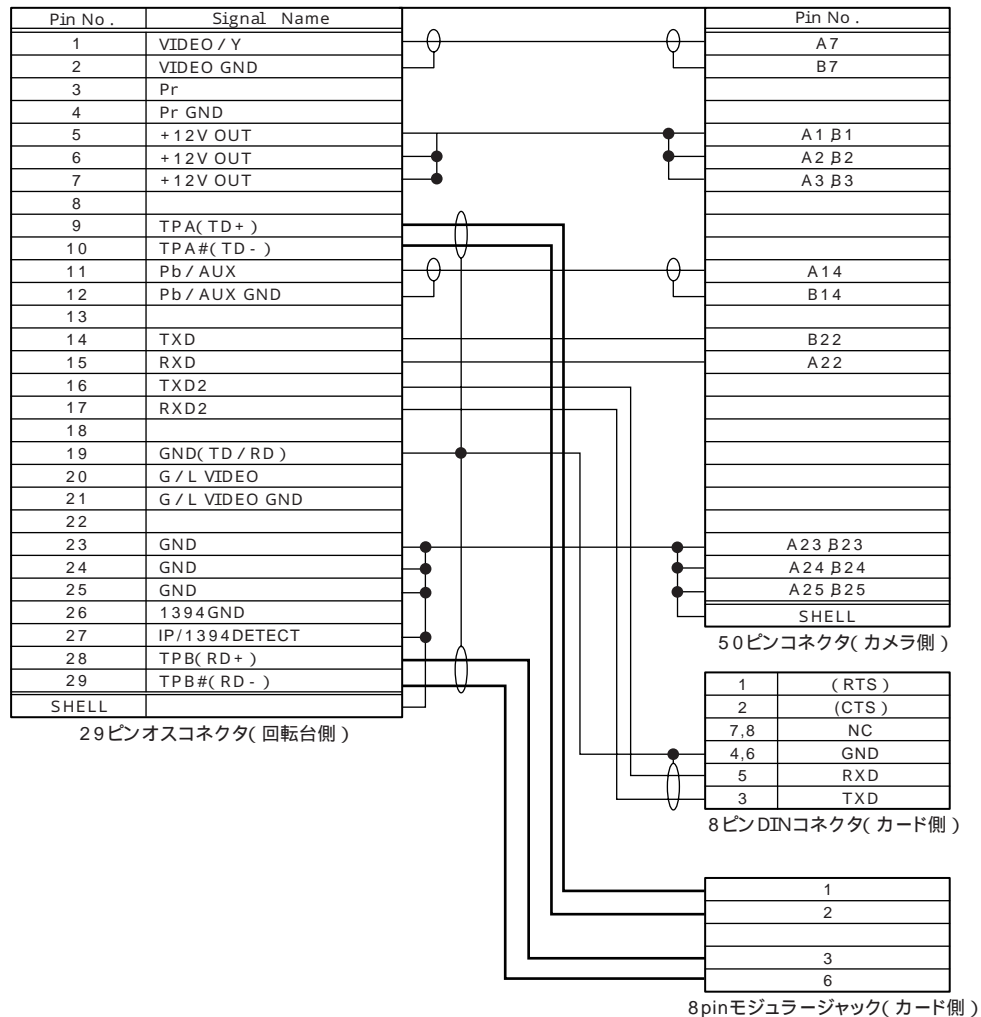 Pin No. Signal Name
1 VIDEO/Y
2 VIDEO GND
3 Pr
4 Pr GND
5 +12V OUT
6 +12V OUT
7 +12V OUT
8
9 TPA(TD+)
10 TPA#(TD-)
11 Pb/AUX
12 Pb/AUX GND
13
14 TXD
15 RXD
16 TXD2
17 RXD2
18
19 GND(TD/RD)
20 G/L VIDEO
21 G/L VIDEO GND
22
23 GND
24 GND
25 GND
26 1394GND
27 IP/1394DETECT
28 TPB(RD+)
29 TPB#(RD-)
SHELL
29ピンオスコネクタ(回転台側)
Pin No.
A7
B7
A1,B1
A2,B2
A3,B3
A14
B14
B22
A22
A23,B23
A24,B24
A25,B25
SHELL
50ピンコネクタ(カメラ側)
1 (RTS)
2 (CTS)
7,8 NC
4,6 GND
5 RXD
3 TXD
8ピンDINコネクタ(カード側)
1
2
3
6
8pinモジュラージャック(カード側)